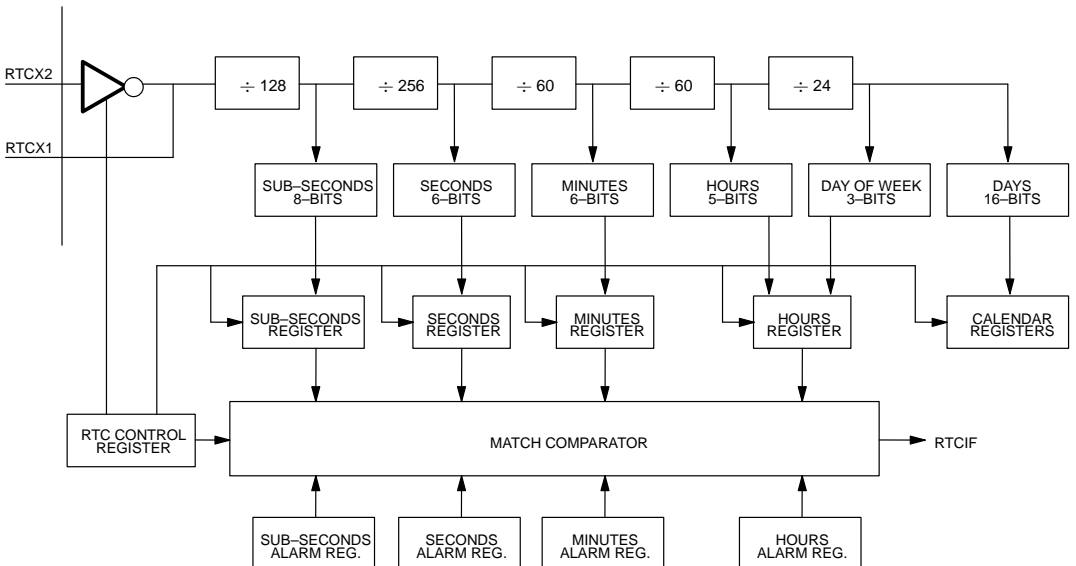 RTCX2
÷ 128
÷ 256
÷ 60
÷ 60
÷ 24
RTCX1
SUB–SECONDS
8–BITS
SECONDS
6–BITS
MINUTES
6–BITS
HOURS
5–BITS
DAY OF WEEK
3–BITS
DAYS
16–BITS
SUB–SECONDS
REGISTER
SECONDS
REGISTER
MINUTES
REGISTER
HOURS
REGISTER
CALENDAR
REGISTERS
RTC CONTROL
REGISTER
MATCH COMPARATOR
RTCIF
SUB–SECONDS
ALARM REG.
SECONDS
ALARM REG.
MINUTES
ALARM REG.
HOURS
ALARM REG.